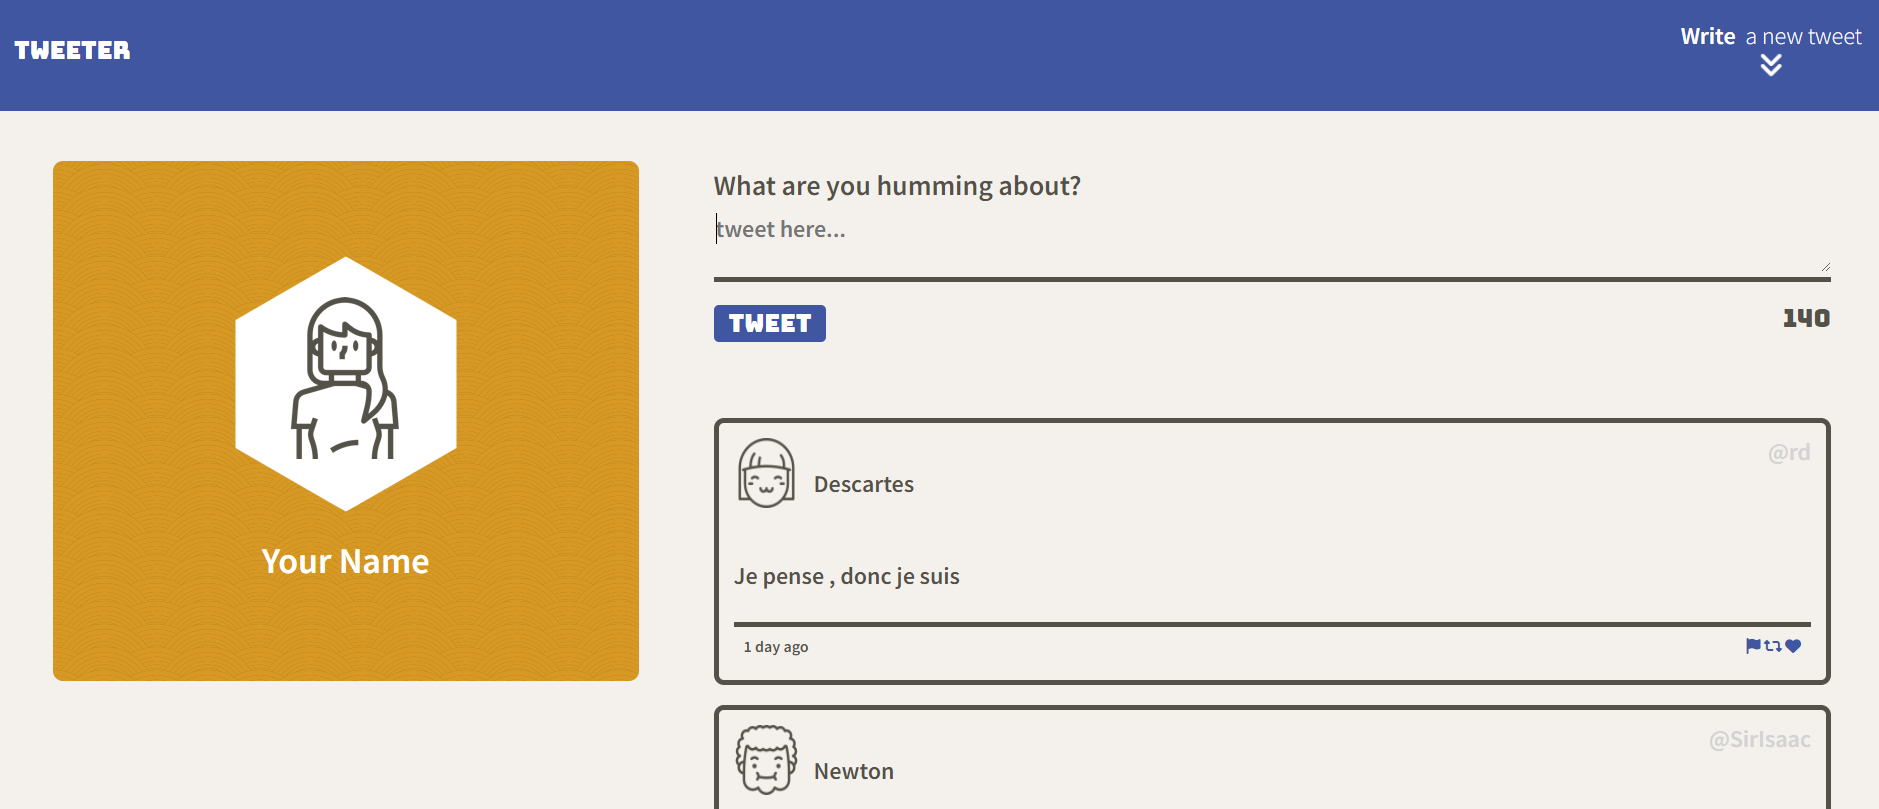 TWEETER
Write a new tweet
Your Name
What are you humming about?
tweet here...
TWEET
140
@rd
Descartes
Je pense , donc je suis
1 day ago
@SirIsaac
Newton